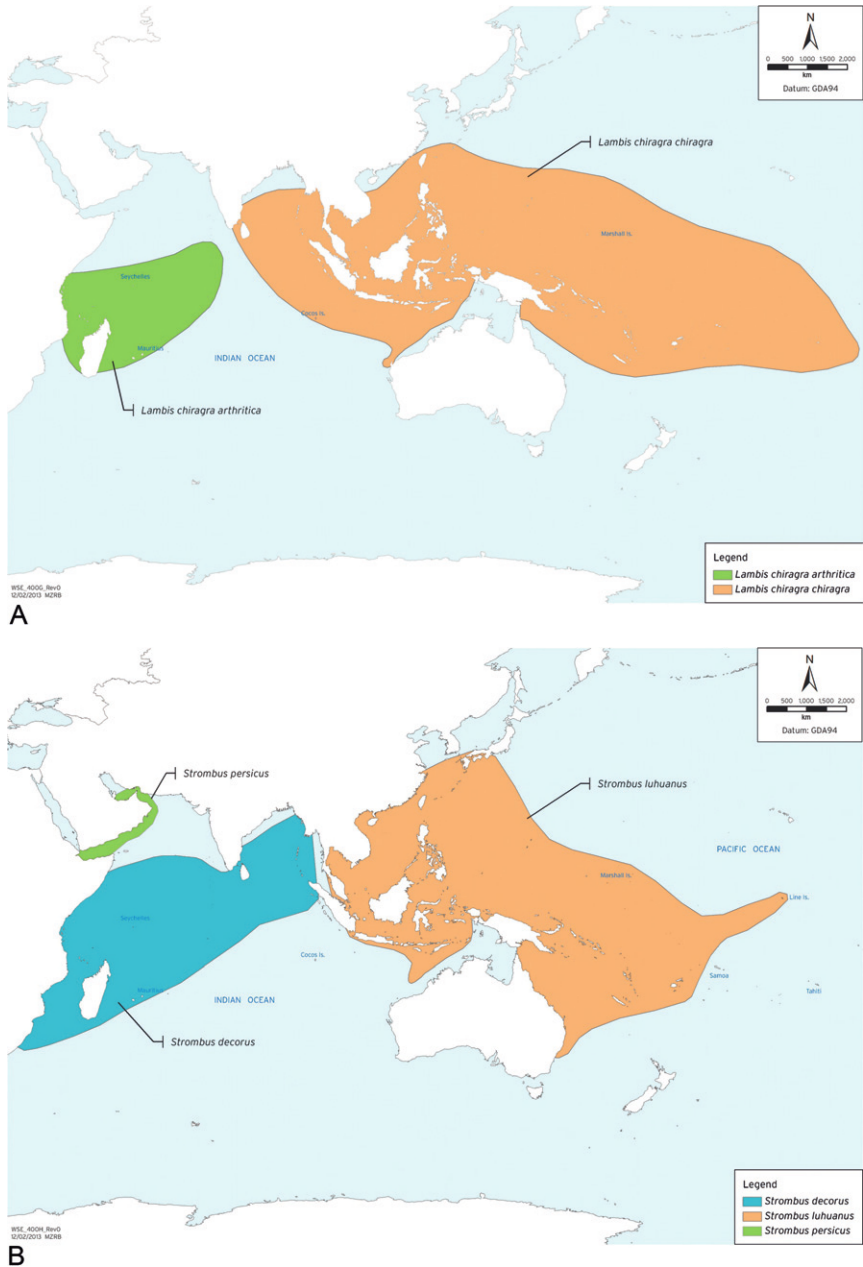 N
0 500 1,000 1,500 2,000
km
Datum: GDA94
Lambis chiragra chiragra
Marshall Is.
Seychelles
Cocos Is.
Mauritius
INDIAN OCEAN
Lambis chiragra arthritica
Legend
Lambis chiragra arthritica
Lambis chiragra chiragra
WSE_400G_Rev0
12/02/2013 MZRB
A
N
0 500 1,000 1,500 2,000
km
Datum: GDA94
Strombus persicus
Strombus luhuanus
PACIFIC OCEAN
Marshall Is.
Line Is.
Seychelles
Cocos Is.
Samoa
Tahiti
Mauritius
INDIAN OCEAN
Strombus decorus
Legend
Strombus decorus
Strombus luhuanus
Strombus persicus
WSE_400H_Rev0
12/02/2013 MZRB
B